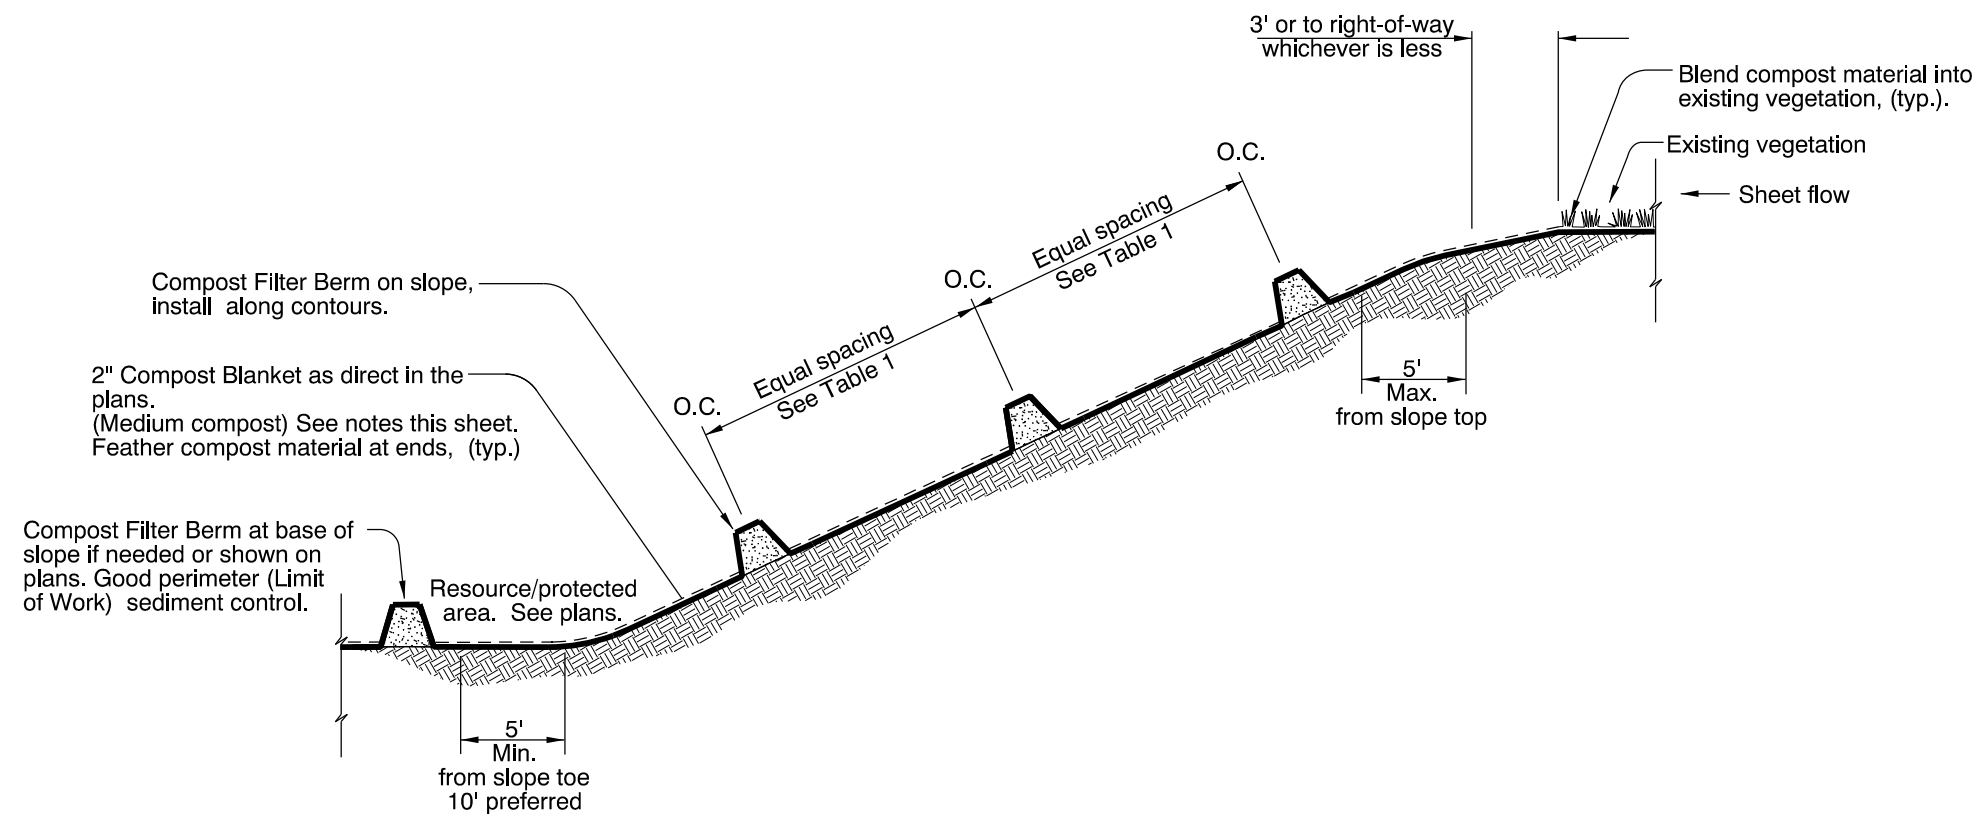 3' or to right-of-way
whichever is less
Blend compost material into
existing vegetation, (typ.).
Existing vegetation
Sheet flow
O.C.
Equal spacing
See Table 1
O.C.
Equal spacing
See Table 1
O.C.
Compost Filter Berm on slope,
install along contours.
2" Compost Blanket as direct in the
plans.
(Medium compost) See notes this sheet.
Feather compost material at ends, (typ.)
5'
Max.
from slope top
Compost Filter Berm at base of
slope if needed or shown on
plans. Good perimeter (Limit
of Work) sediment control.
Resource/protected
area. See plans.
5'
Min.
from slope toe
10' preferred